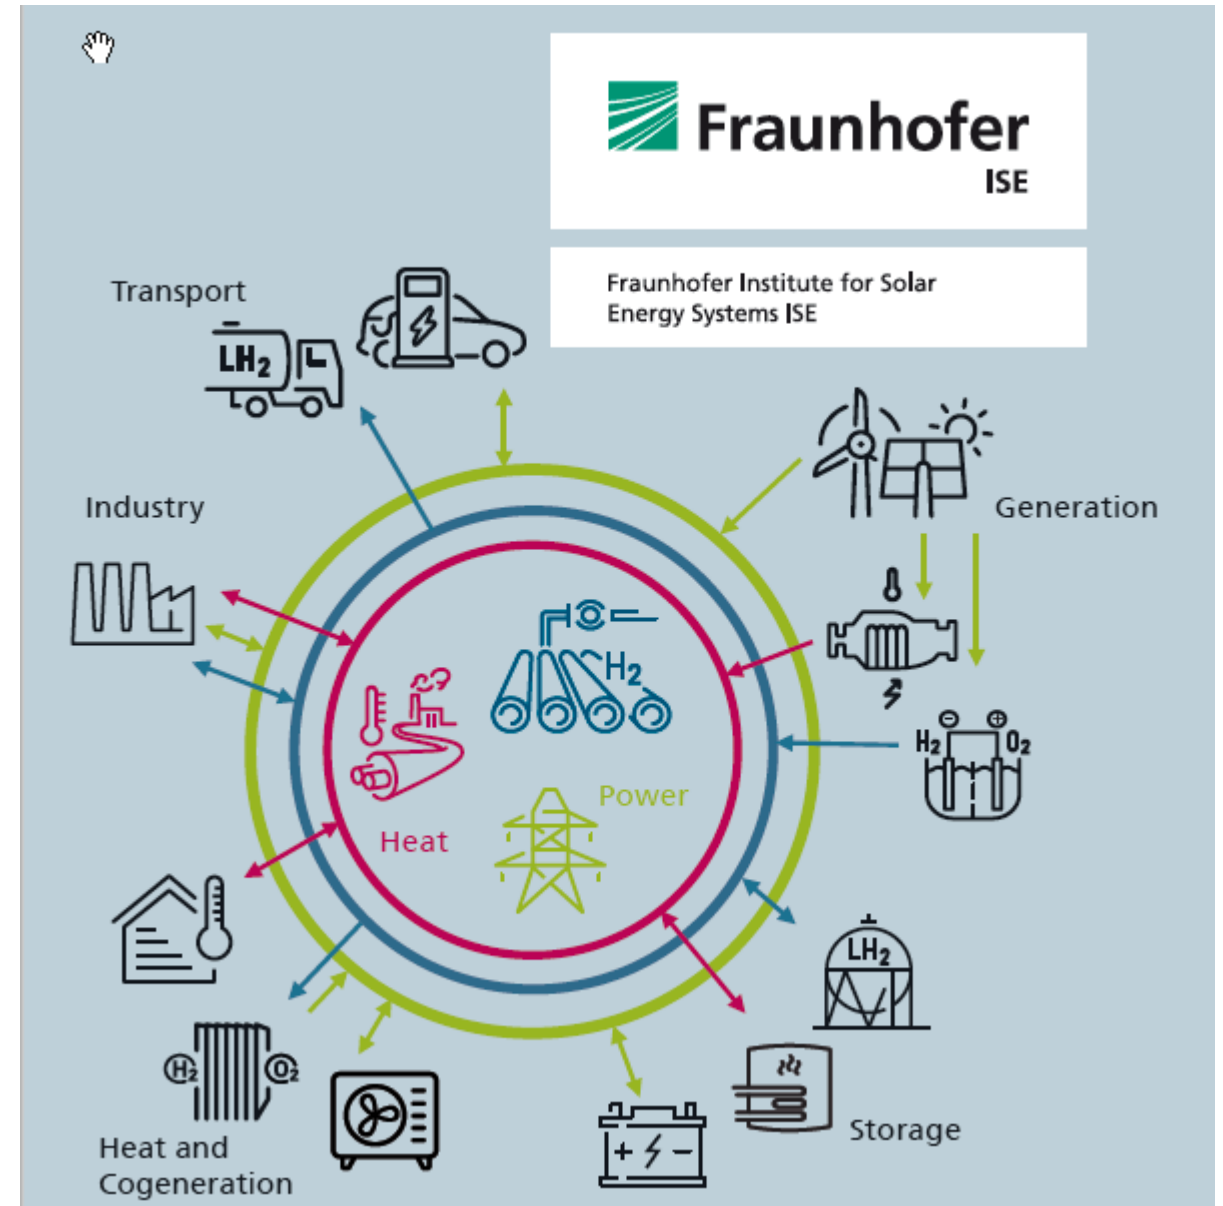 Fraunhofer
ISE
Fraunhofer Institute for Solar
Energy Systems ISE
Transport
LH₂
Industry
Generation
H₂
H₂ O₂
Power
Heat
LH₂
H₂ O₂
Storage
Heat and
Cogeneration